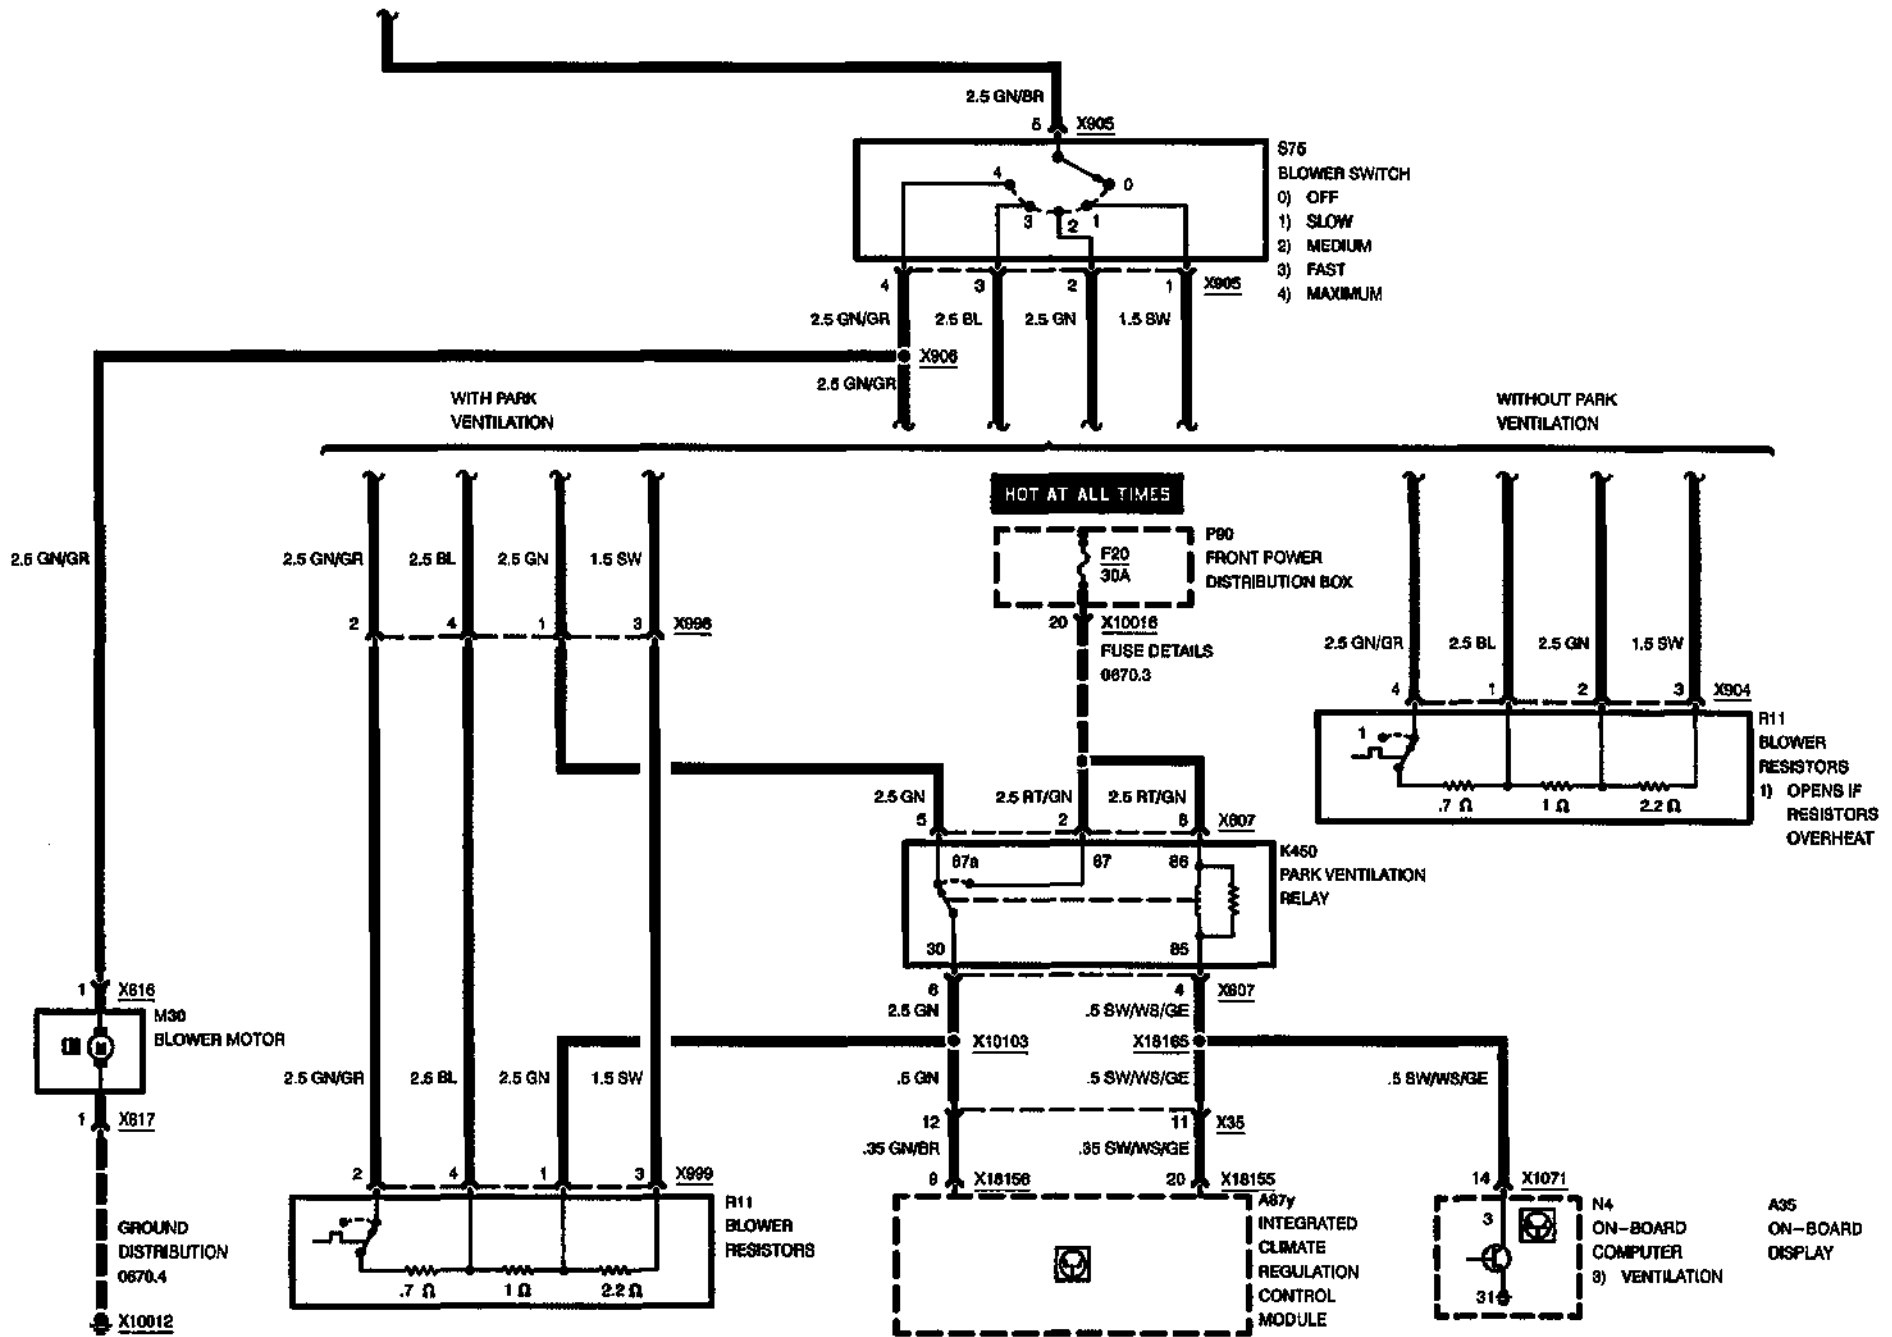 2.5 GN/BR
5 X905
S75
BLOWER SWITCH
0) OFF
1) SLOW
2) MEDIUM
3) FAST
4) MAXIMUM
4 0
3 2 1
4 3 2 1 X905
2.5 GN/GR 2.5 BL 2.5 GN 1.5 SW
X906
2.5 GN/GR
WITH PARK
VENTILATION
WITHOUT PARK
VENTILATION
HOT AT ALL TIMES
P90
FRONT POWER
DISTRIBUTION BOX
F20
30A
2.5 GN/GR
2.5 GN/GR 2.5 BL 2.5 GN 1.5 SW
2 4 1 3 X998
20 X10016
FUSE DETAILS
0670.3
2.5 GN/GR 2.5 BL 2.5 GN 1.5 SW
4 1 2 3 X904
R11
BLOWER
RESISTORS
1) OPENS IF
RESISTORS
OVERHEAT
1
.7 Ω 1 Ω 2.2 Ω
2.5 GN 2.5 RT/GN 2.5 RT/GN
5 2 8 X607
87a 87 86
K450
PARK VENTILATION
RELAY
30 85
6 4 X607
2.5 GN .5 SW/WS/GE
1 X616
M30
BLOWER MOTOR
M
1 X617
X10103 X18165
2.5 GN/GR 2.5 BL 2.5 GN 1.5 SW
.5 GN .5 SW/WS/GE .5 SW/WS/GE
12 11 X35
.35 GN/BR .35 SW/WS/GE
2 4 1 3 X999
9 X18156 20 X18155
14 X1071
R11
BLOWER
RESISTORS
.7 Ω 1 Ω 2.2 Ω
A87y
INTEGRATED
CLIMATE
REGULATION
CONTROL
MODULE
3
31
N4
ON-BOARD
COMPUTER
3) VENTILATION
A35
ON-BOARD
DISPLAY
GROUND
DISTRIBUTION
0670.4
X10012